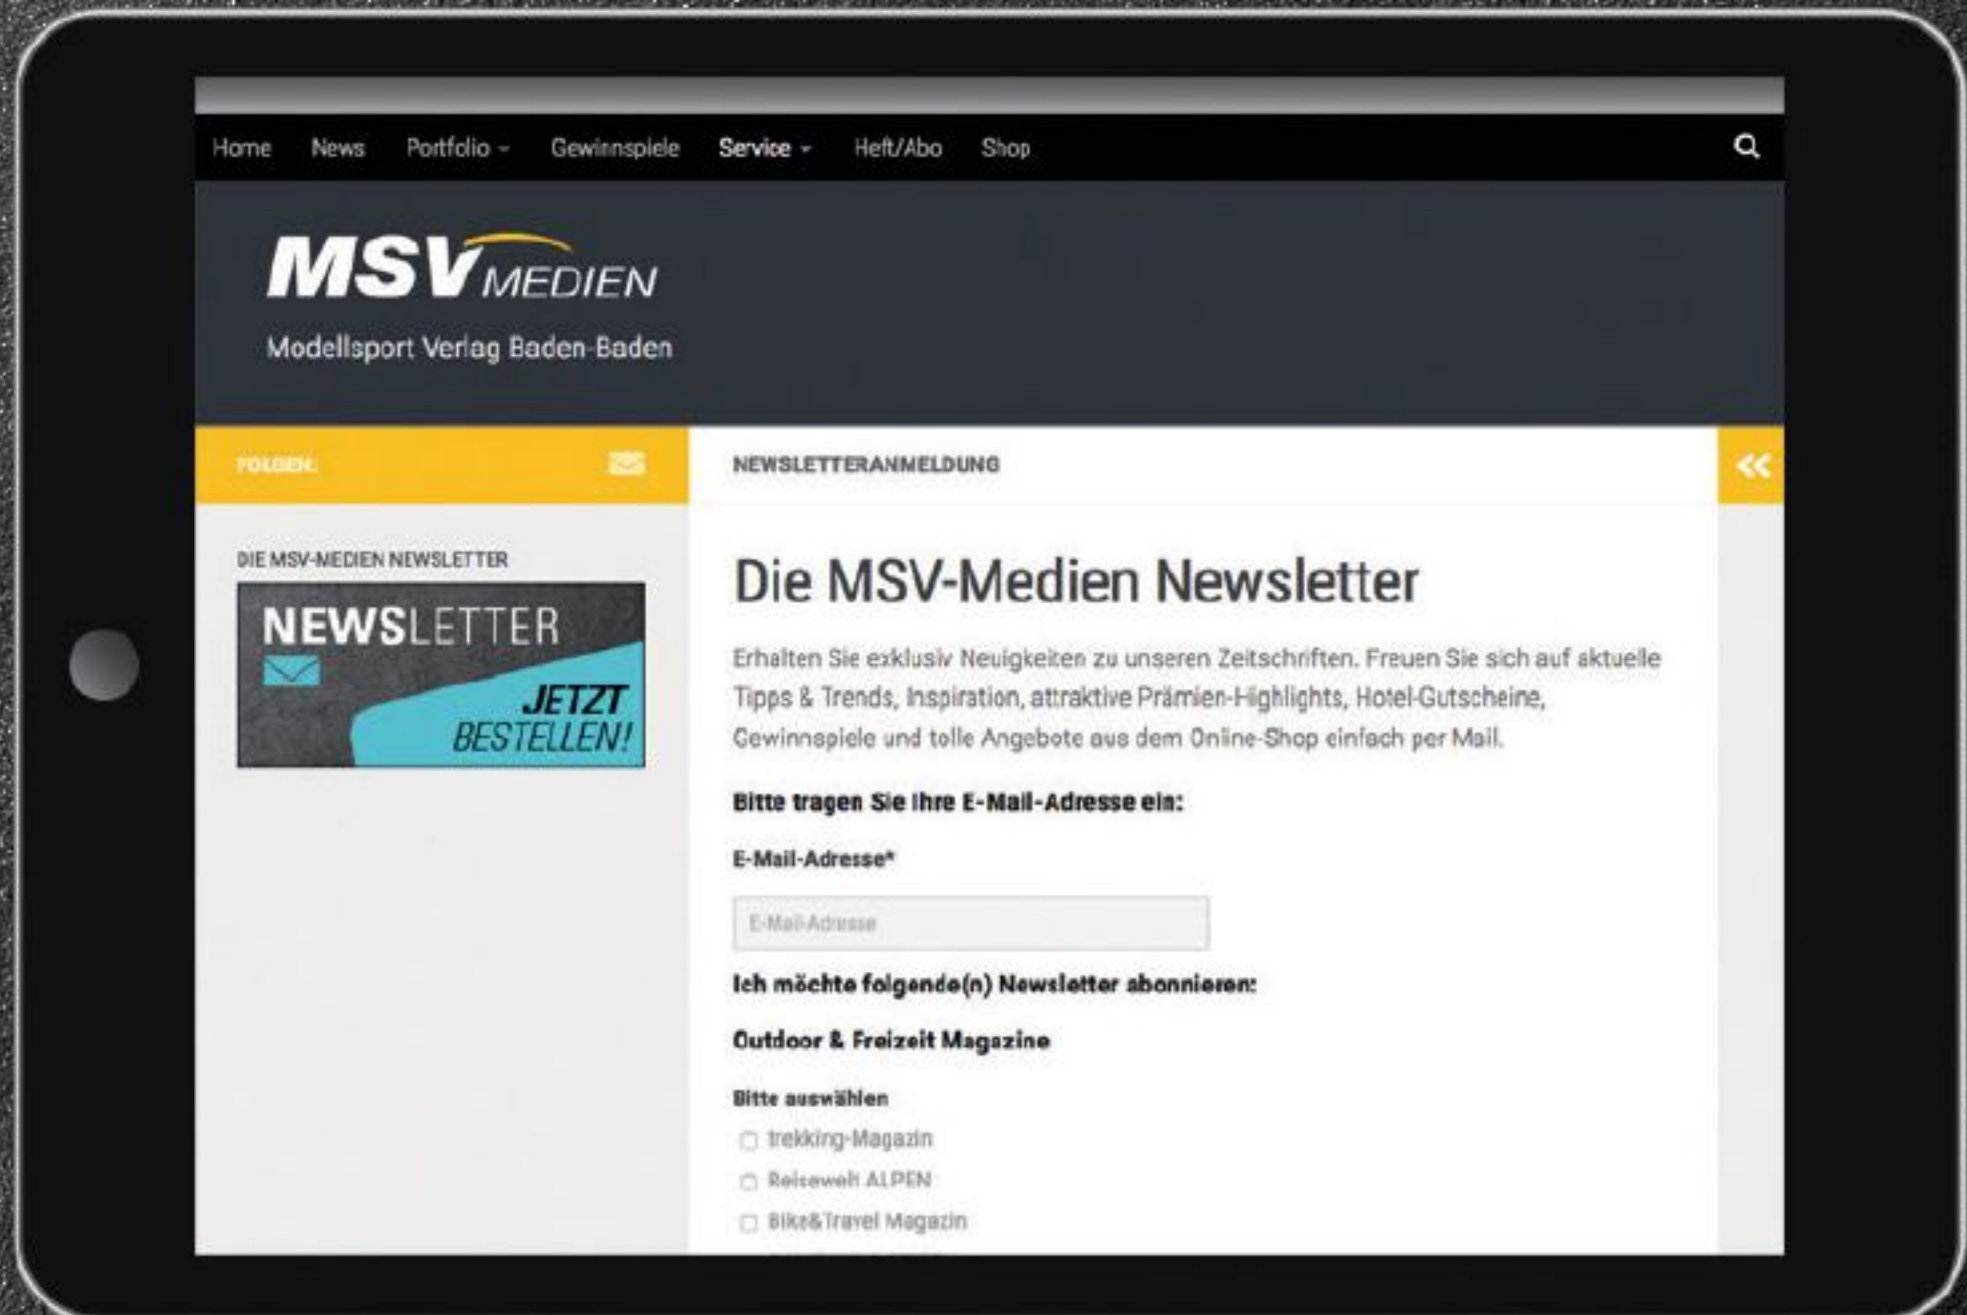 Home News Portfolio Gewinnspiele Service Heft/Abo Shop
MSV MEDIEN
Modellsport Verlag Baden-Baden
FOLGEN:
NEWSLETTERANMELDUNG
DIE MSV-MEDIEN NEWSLETTER
NEWSLETTER
JETZT
BESTELLEN!
Die MSV-Medien Newsletter
Erhalten Sie exklusiv Neuigkeiten zu unseren Zeitschriften. Freuen Sie sich auf aktuelle
Tipps & Trends, Inspiration, attraktive Prämien-Highlights, Hotel-Gutscheine,
Gewinnspiele und tolle Angebote aus dem Online-Shop einfach per Mail.
Bitte tragen Sie Ihre E-Mail-Adresse ein:
E-Mail-Adresse*
E-Mail-Adresse
Ich möchte folgende(n) Newsletter abonnieren:
Outdoor & Freizeit Magazine
Bitte auswählen
trekking-Magazin
Reisewelt ALPEN
Bike&Travel Magazin